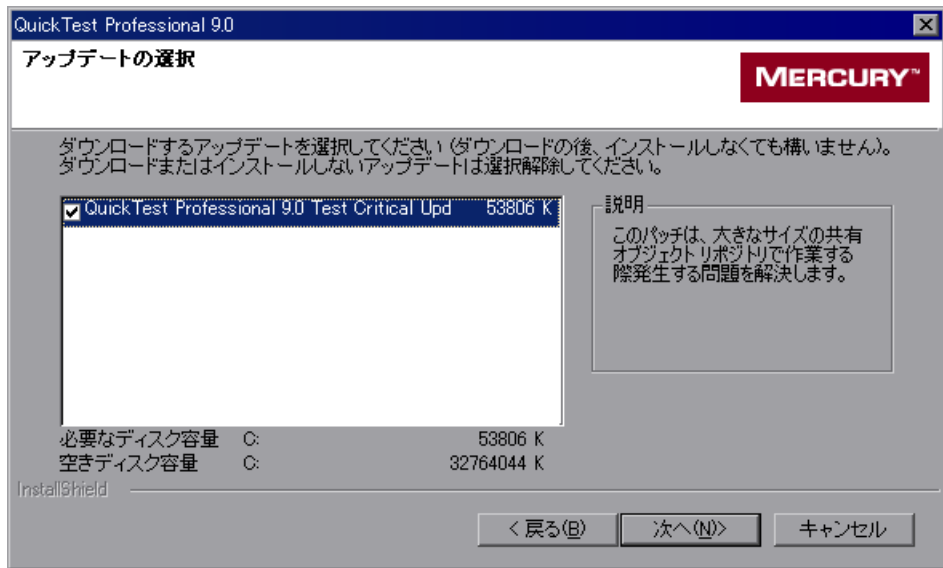 QuickTest Professional 9.0
アップデートの選択
MERCURY™
ダウンロードするアップデートを選択してください(ダウンロードの後、インストールしなくても構いません)。
ダウンロードまたはインストールしないアップデートは選択解除してください。
QuickTest Professional 9.0 Test Critical Upd 53806 K
説明
このパッチは、大きなサイズの共有
オブジェクト リポジトリで作業する
際発生する問題を解決します。
必要なディスク容量 C: 53806 K
空きディスク容量 C: 32764044 K
InstallShield
< 戻る(B)
次へ(N)>
キャンセル